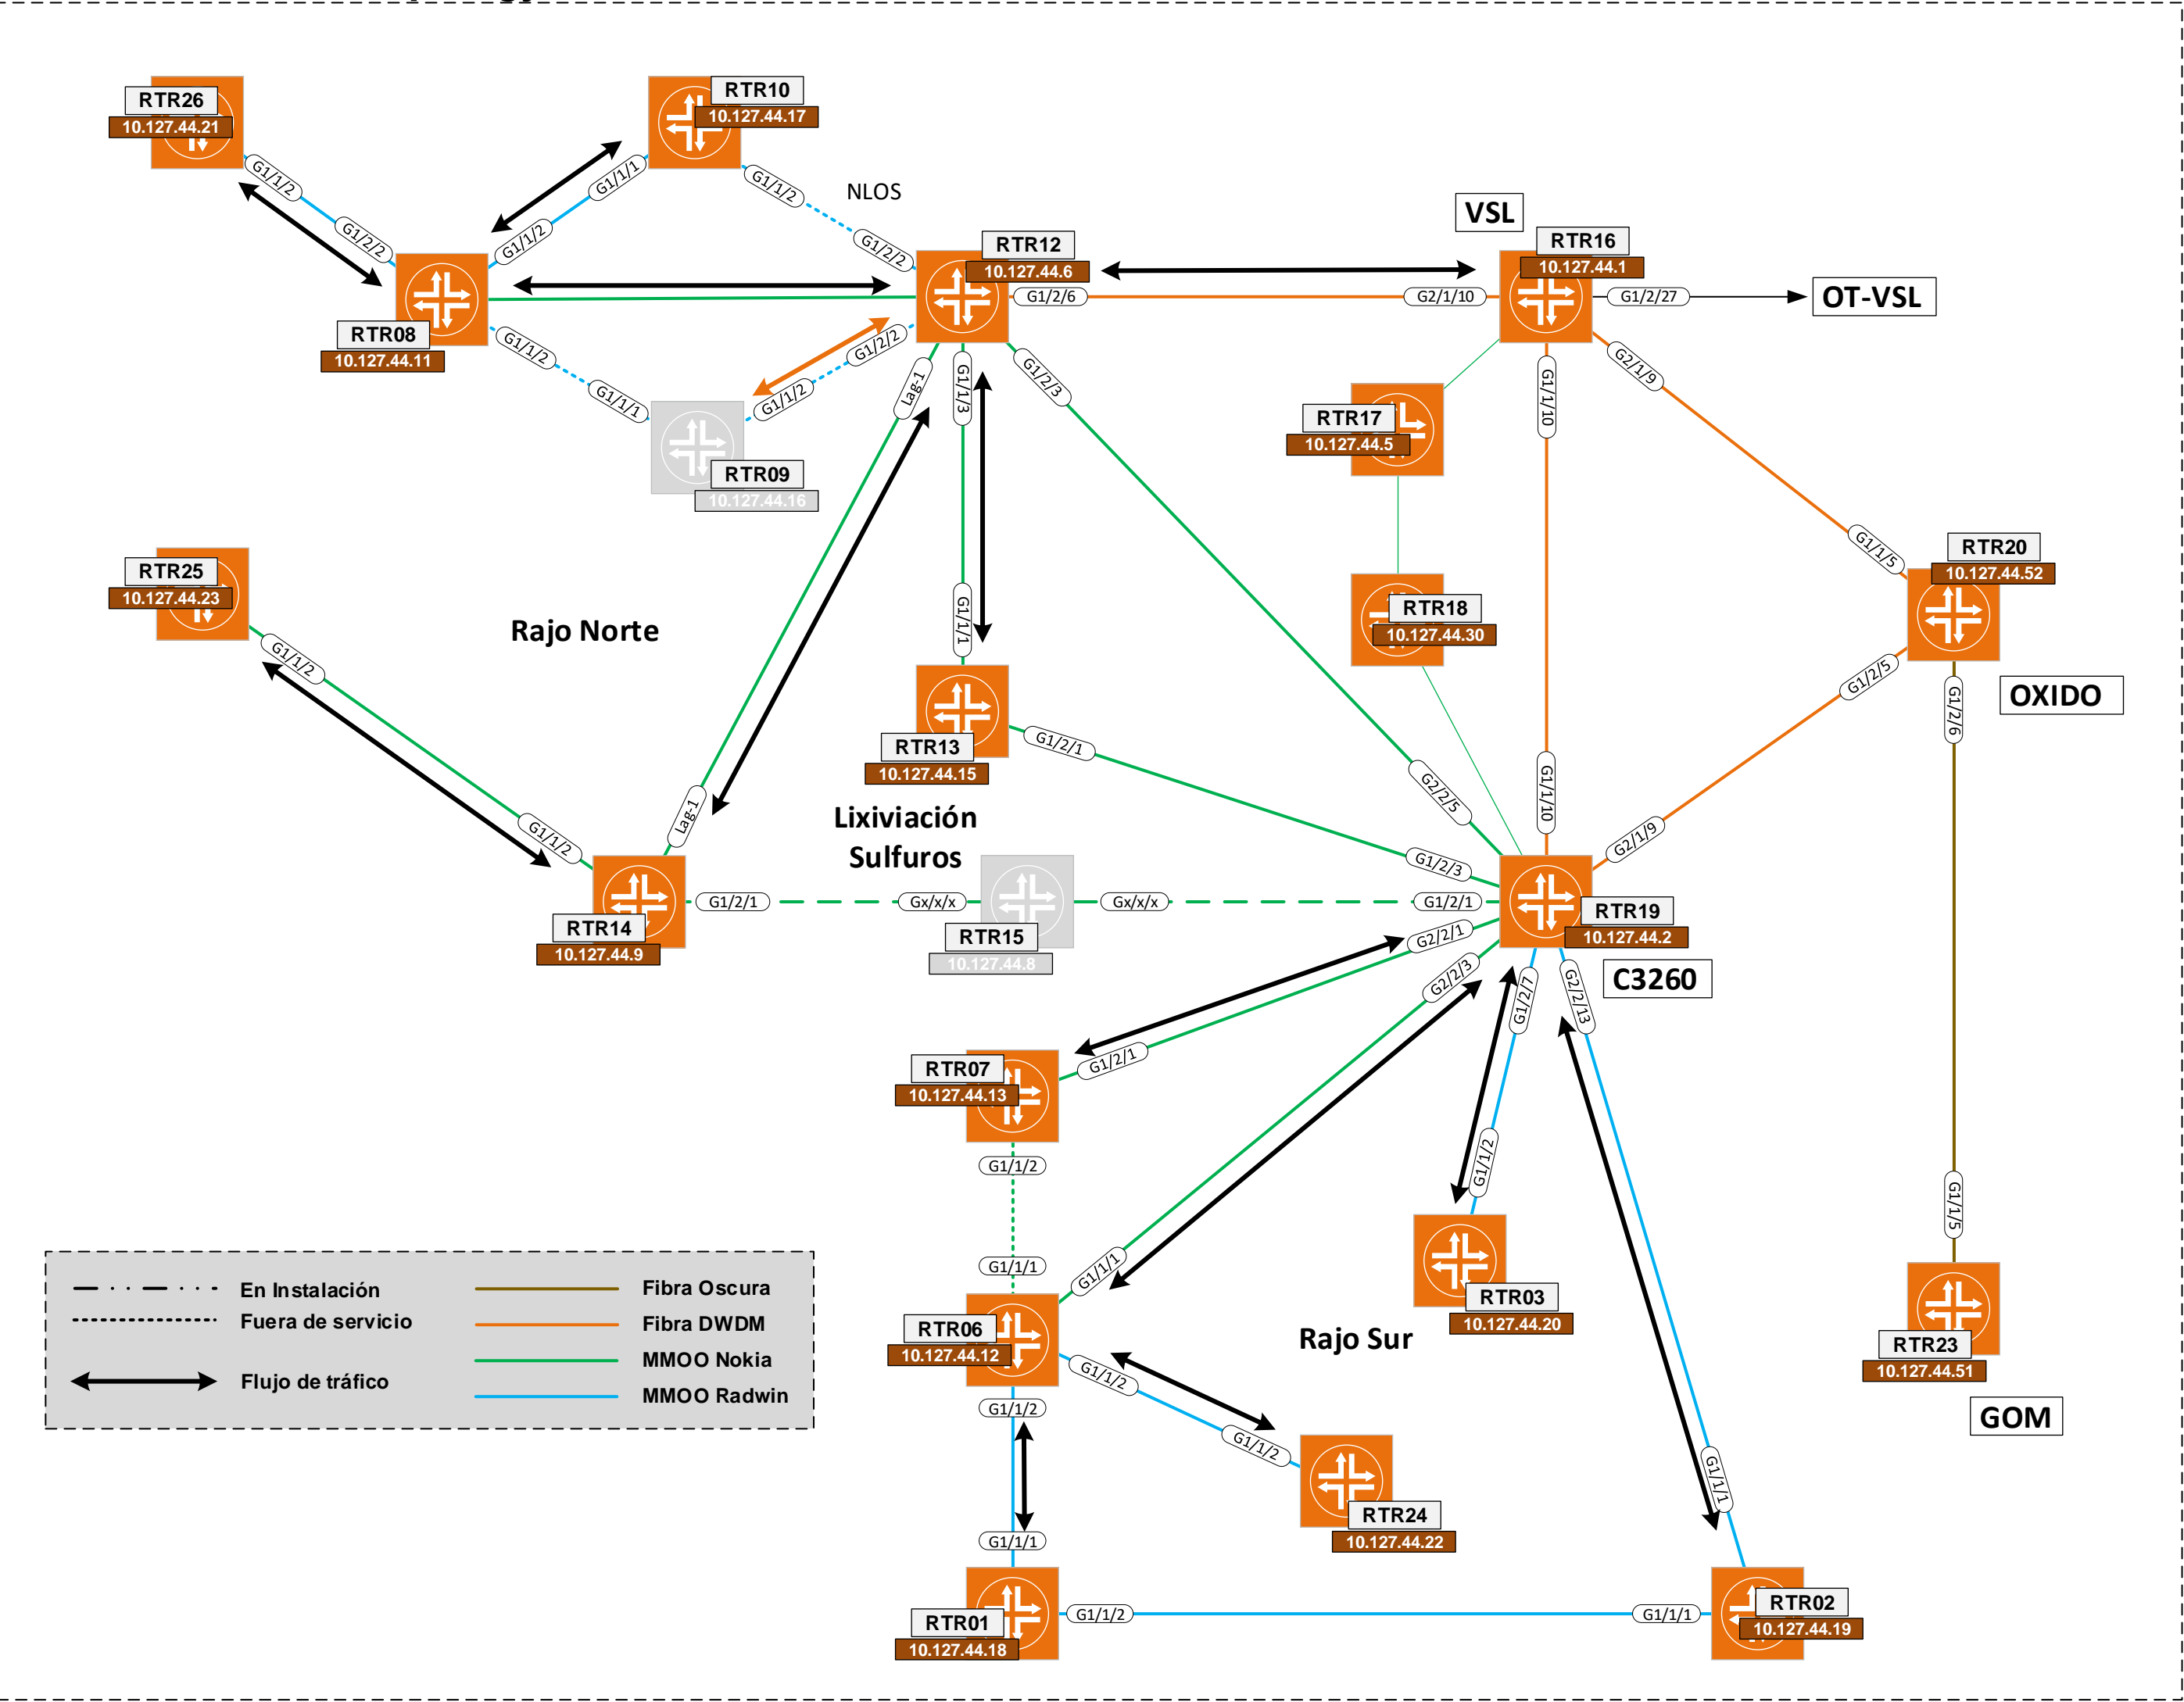 RTR26
10.127.44.21
RTR10
10.127.44.17
G1/1/2
G1/1/1
G1/1/2
NLOS
G1/2/2
G1/1/2
G1/2/2
VSL
RTR12
10.127.44.6
RTR16
10.127.44.1
G1/2/6
G2/1/10
G1/2/27
OT-VSL
RTR08
10.127.44.11
G1/1/2
G1/1/1
G1/1/2
G1/2/2
RTR09
10.127.44.16
Lag-1
G1/1/3
G1/2/3
G1/1/10
G2/1/9
RTR17
10.127.44.5
G1/1/5
RTR20
10.127.44.52
RTR25
10.127.44.23
Rajo Norte
G1/1/1
RTR18
10.127.44.30
G1/1/2
G1/2/5
OXIDO
G1/2/6
RTR13
10.127.44.15
G1/2/1
G2/2/5
G1/1/10
Lag-1
G1/1/2
Lixiviación
Sulfuros
G1/2/3
G2/1/9
RTR14
10.127.44.9
G1/2/1
Gx/x/x
Gx/x/x
G1/2/1
RTR15
10.127.44.8
RTR19
10.127.44.2
C3260
G2/2/1
G2/2/3
G1/2/7
G2/2/13
RTR07
10.127.44.13
G1/2/1
G1/1/2
G1/1/2
G1/1/5
G1/1/1
G1/1/1
RTR06
10.127.44.12
RTR03
10.127.44.20
Rajo Sur
RTR23
10.127.44.51
GOM
G1/1/2
G1/1/2
G1/1/2
G1/1/1
RTR24
10.127.44.22
G1/1/1
RTR01
10.127.44.18
G1/1/2
G1/1/1
RTR02
10.127.44.19
En Instalación
Fuera de servicio
Flujo de tráfico
Fibra Oscura
Fibra DWDM
MMOO Nokia
MMOO Radwin